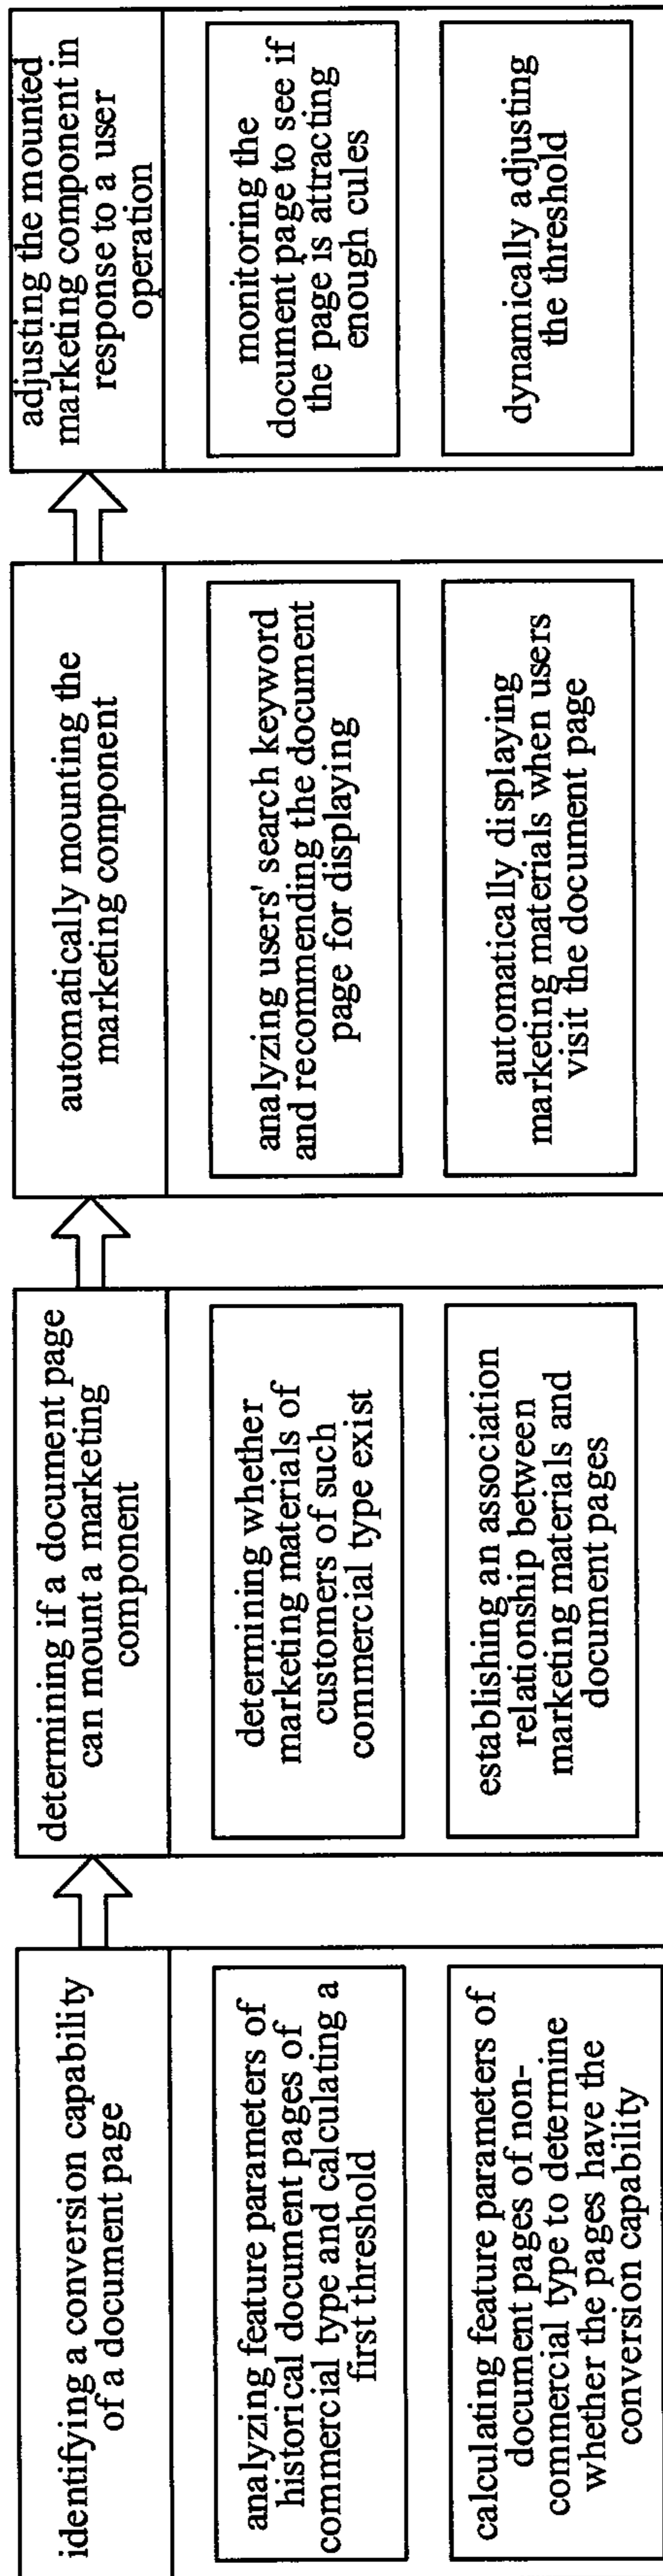 identifying a conversion capability
of a document page
analyzing feature parameters of
historical document pages of
commercial type and calculating a
first threshold
calculating feature parameters of
document pages of non-
commercial type to determine
whether the pages have the
conversion capability
determining if a document page
can mount a marketing
component
determining whether
marketing materials of
customers of such
commercial type exist
establishing an association
relationship between
marketing materials and
document pages
automatically mounting the
marketing component
analyzing users' search keyword
and recommending the document
page for displaying
automatically displaying
marketing materials when users
visit the document page
adjusting the mounted
marketing component in
response to a user
operation
monitoring the
document page to see if
the page is attracting
enough cules
dynamically adjusting
the threshold